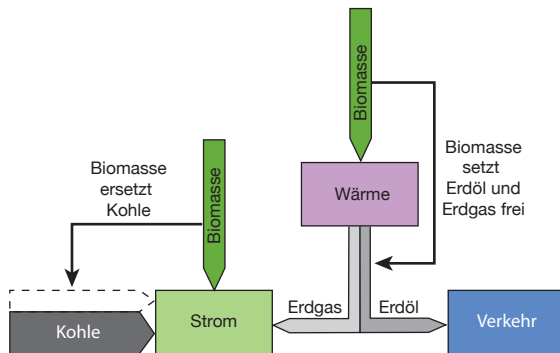 Biomasse
Biomasse
setzt
Erdöl und
Erdgas frei
Wärme
Biomasse
ersetzt
Kohle
Biomasse
Kohle
Strom
Erdgas
Erdöl
Verkehr